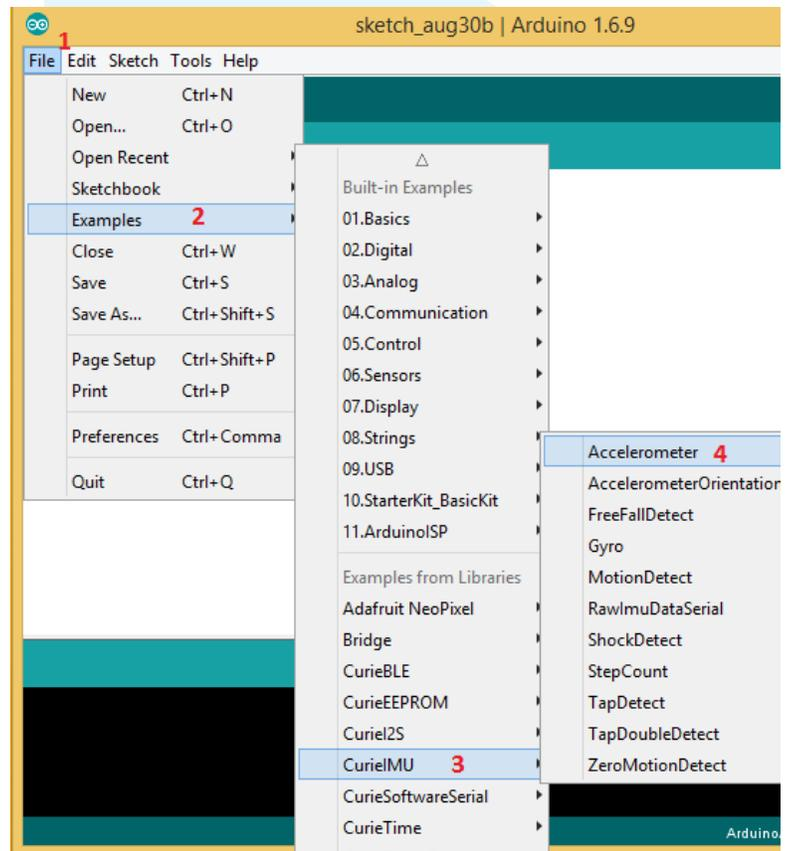 sketch_aug30b | Arduino 1.6.9
1
File Edit Sketch Tools Help
New Ctrl+N
Open... Ctrl+O
Open Recent
Sketchbook
Examples 2
Close Ctrl+W
Save Ctrl+S
Save As... Ctrl+Shift+S
Page Setup Ctrl+Shift+P
Print Ctrl+P
Preferences Ctrl+Comma
Quit Ctrl+Q
Built-in Examples
01.Basics
02.Digital
03.Analog
04.Communication
05.Control
06.Sensors
07.Display
08.Strings
09.USB
10.StarterKit_BasicKit
11.ArduinoISP
Examples from Libraries
Adafruit NeoPixel
Bridge
CurieBLE
CurieEEPROM
CurieI2S
CurieIMU 3
CurieSoftwareSerial
CurieTime
Accelerometer 4
AccelerometerOrientation
FreeFallDetect
Gyro
MotionDetect
RawImuDataSerial
ShockDetect
StepCount
TapDetect
TapDoubleDetect
ZeroMotionDetect
Arduino